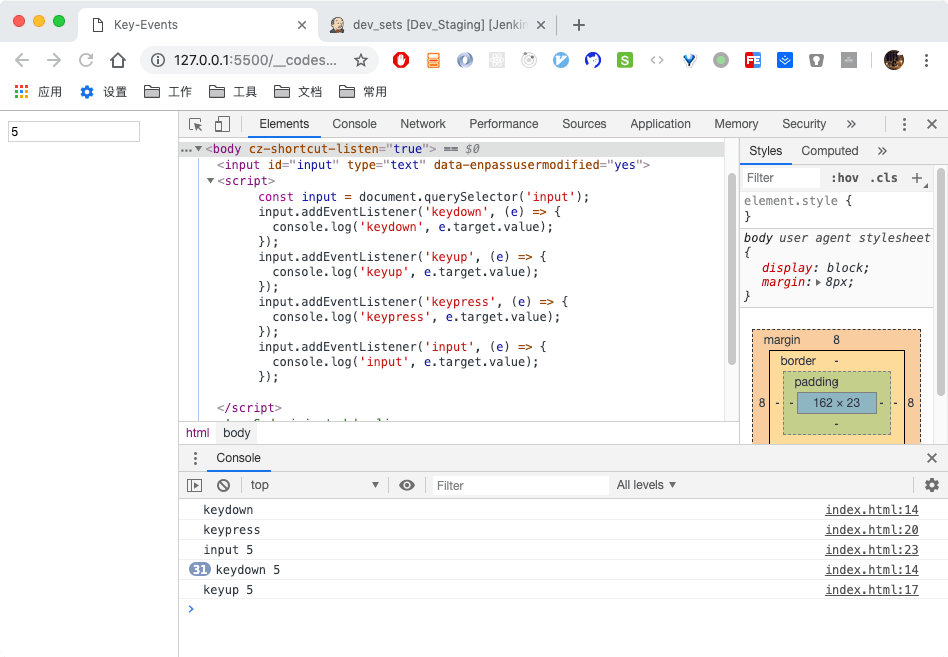 Key-Events
dev_sets [Dev_Staging] [Jenkin
127.0.0.1:5500/__codes...
S
FE
应用 设置 工作 工具 文档 常用
5
Elements Console Network Performance Sources Application Memory Security »
<body cz-shortcut-listen="true"> == $0
<input id="input" type="text" data-enpassusermodified="yes">
<script>
const input = document.querySelector('input');
input.addEventListener('keydown', (e) => {
console.log('keydown', e.target.value);
});
input.addEventListener('keyup', (e) => {
console.log('keyup', e.target.value);
});
input.addEventListener('keypress', (e) => {
console.log('keypress', e.target.value);
});
input.addEventListener('input', (e) => {
console.log('input', e.target.value);
});
</script>
html body
Styles Computed »
Filter :hov .cls +
element.style {
}
body user agent stylesheet
{
display: block;
margin: 8px;
}
margin 8
border -
padding
8 - - 162 × 23 - - 8
-
Console
top Filter All levels
keydown index.html:14
keypress index.html:20
input 5 index.html:23
31 keydown 5 index.html:14
keyup 5 index.html:17